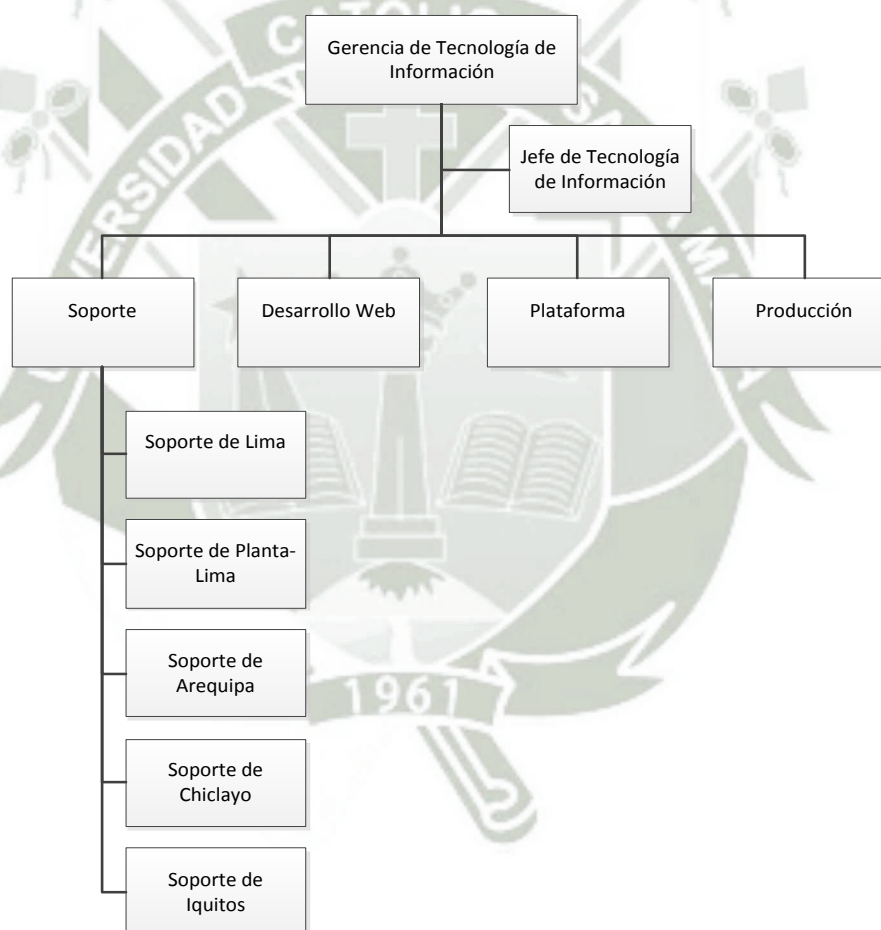 Gerencia de Tecnología de
Información
Jefe de Tecnología
de Información
Soporte
Desarrollo Web
Plataforma
Producción
Soporte de Lima
Soporte de Planta-
Lima
Soporte de
Arequipa
Soporte de
Chiclayo
Soporte de
Iquitos
1961